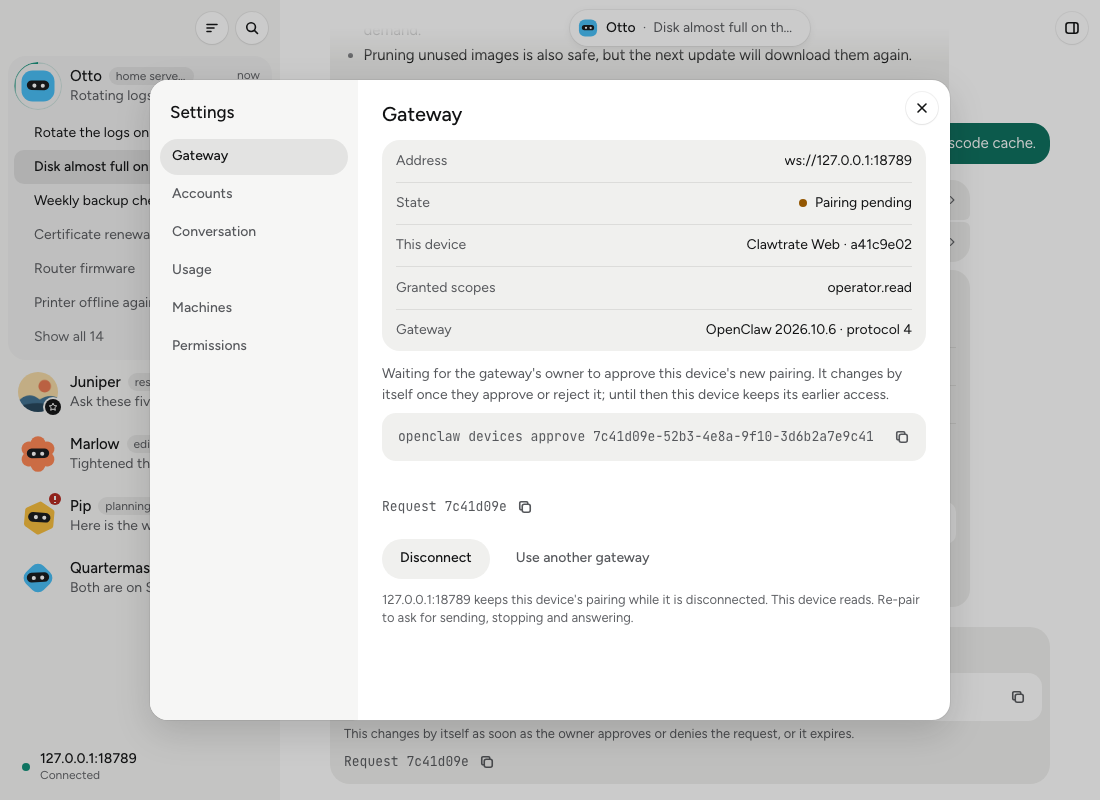 Otto · Disk almost full on th…
demand.
Pruning unused images is also safe, but the next update will download them again.
Otto home serve… now
Rotating logs
Rotate the logs on
Disk almost full on
Weekly backup che
Certificate renewa
Router firmware
Printer offline agai
Show all 14
Juniper res
Ask these fiv
Marlow edi
Tightened th
Pip planning
Here is the w
Quartermas
Both are on S
127.0.0.1:18789
Connected
scode cache.
Settings
Gateway
Accounts
Conversation
Usage
Machines
Permissions
Gateway
Address ws://127.0.0.1:18789
State Pairing pending
This device Clawtrate Web · a41c9e02
Granted scopes operator.read
Gateway OpenClaw 2026.10.6 · protocol 4
Waiting for the gateway's owner to approve this device's new pairing. It changes by
itself once they approve or reject it; until then this device keeps its earlier access.
openclaw devices approve 7c41d09e-52b3-4e8a-9f10-3d6b2a7e9c41
Request 7c41d09e
Disconnect Use another gateway
127.0.0.1:18789 keeps this device's pairing while it is disconnected. This device reads. Re-pair
to ask for sending, stopping and answering.
This changes by itself as soon as the owner approves or denies the request, or it expires.
Request 7c41d09e